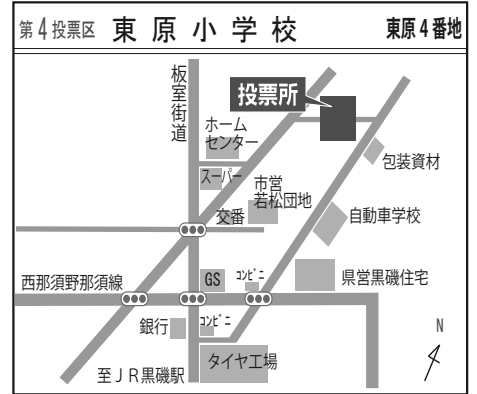 第4投票区 東原小学校 東原4番地
板室街道
投票所
ホーム
センター
包装資材
スーパー
市営
若松団地
交番
自動車学校
西那須野那須線
GS
コンビニ
県営黒磯住宅
銀行
コンビニ
N
至JR黒磯駅
タイヤ工場